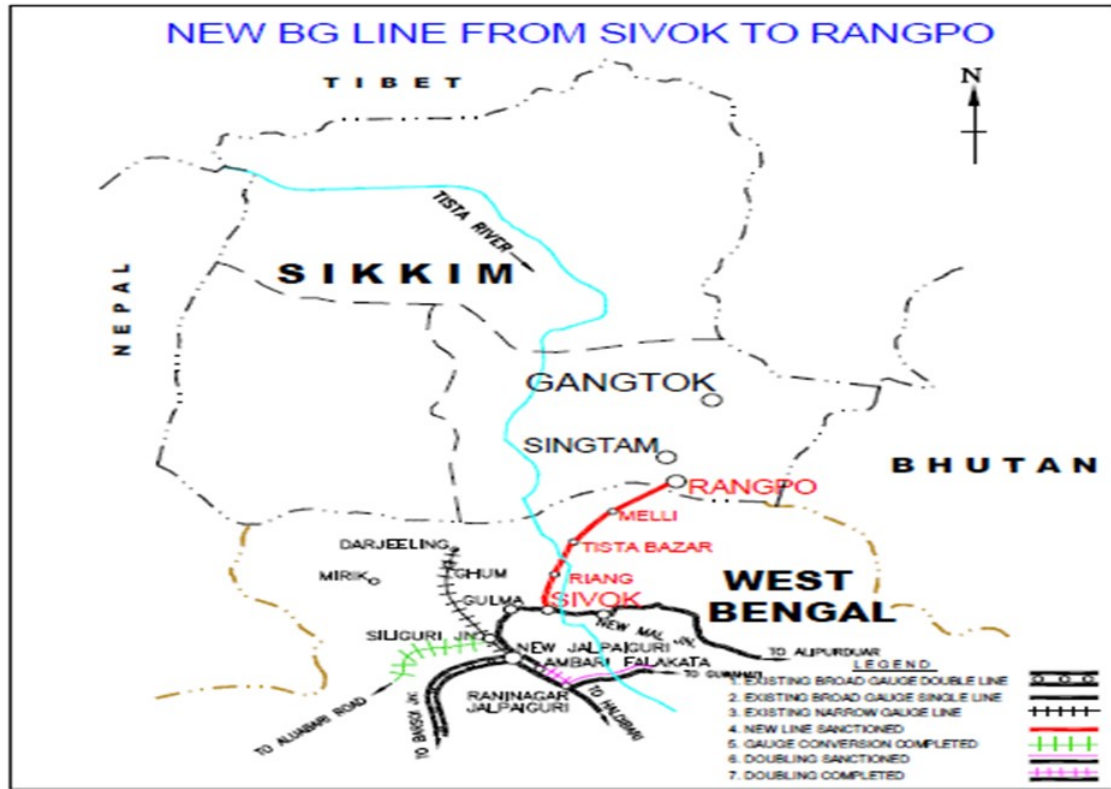 NEW BG LINE FROM SIVOK TO RANGPO
TIBET
N
TISTA RIVER
SIKKIM
NEPAL
GANGTOK
SINGTAM
BHUTAN
RANGPO
MELLI
DARJEELING
TISTA BAZAR
GHUM
MIRIK
RIANG
WEST
BENGAL
GULMA
SIVOK
NEW MAL JN.
SILIGURI JN.
NEW JALPAIGURI
TO ALIPURDUAR
AMBARI FALAKATA
TO GUWAHATI
RANINAGAR
JALPAIGURI
TO HALDIBARI
TO ALUABARI ROAD
LEGEND
1. EXISTING BROAD GAUGE DOUBLE LINE
2. EXISTING BROAD GAUGE SINGLE LINE
3. EXISTING NARROW GAUGE LINE
4. NEW LINE SANCTIONED
5. GAUGE CONVERSION COMPLETED
6. DOUBLING SANCTIONED
7. DOUBLING COMPLETED